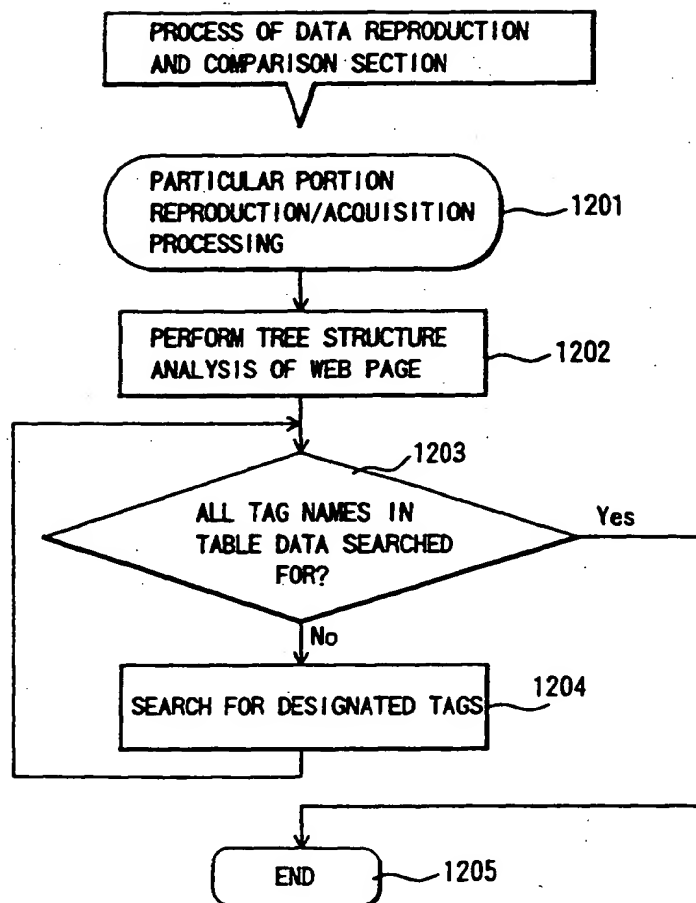 PROCESS OF DATA REPRODUCTION
AND COMPARISON SECTION
PARTICULAR PORTION
REPRODUCTION/ACQUISITION
PROCESSING
1201
PERFORM TREE STRUCTURE
ANALYSIS OF WEB PAGE
1202
1203
ALL TAG NAMES IN
TABLE DATA SEARCHED
FOR?
Yes
No
SEARCH FOR DESIGNATED TAGS
1204
END
1205